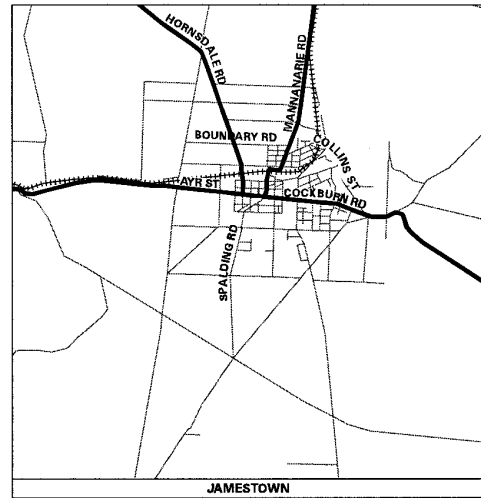 HORNSDALE RD
MANNANARIE RD
BOUNDARY RD
COLLINS ST
AYR ST
COCKBURN RD
SPALDING RD
JAMESTOWN